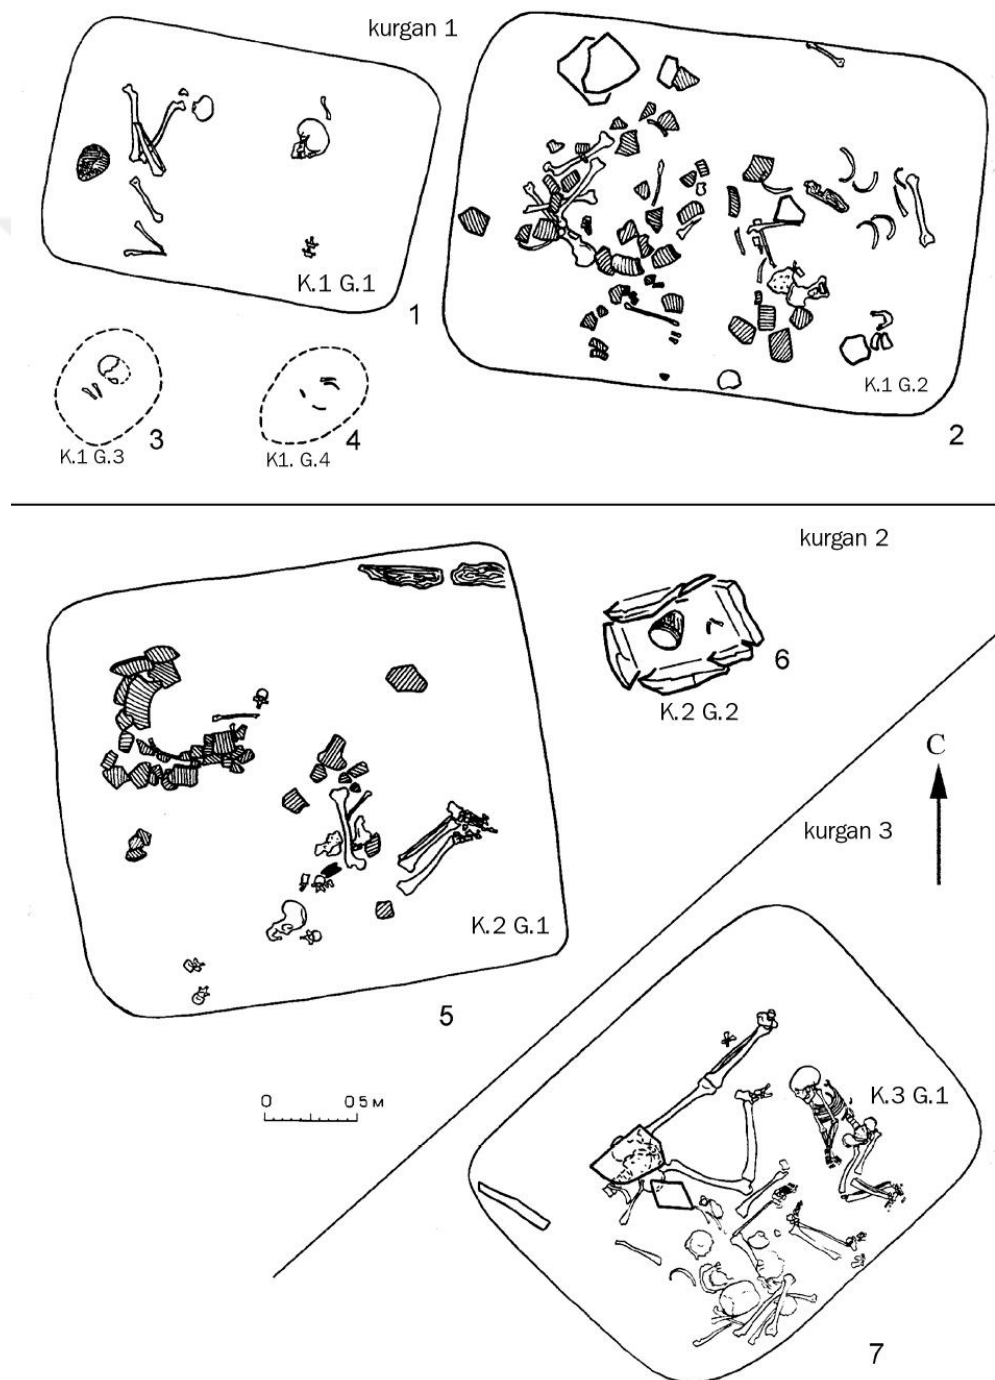 kurgan 1
K.1 G.1
1
K.1 G.2
2
K.1 G.3
3
K1. G.4
4
kurgan 2
K.2 G.1
5
K.2 G.2
6
0 05 м
kurgan 3
C
K.3 G.1
7